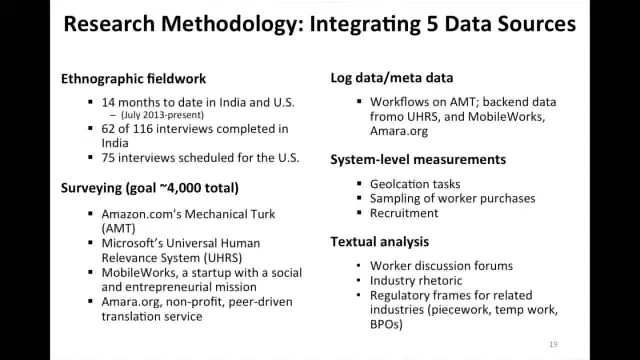 Research Methodology: Integrating 5 Data Sources
Ethnographic fieldwork
▪ 14 months to date in India and U.S.
– (July 2013-present)
▪ 62 of 116 interviews completed in
India
▪ 75 interviews scheduled for the U.S.
Surveying (goal ~4,000 total)
▪ Amazon.com's Mechanical Turk
(AMT)
▪ Microsoft's Universal Human
Relevance System (UHRS)
▪ MobileWorks, a startup with a social
and entrepreneurial mission
▪ Amara.org, non-profit, peer-driven
translation service
Log data/meta data
▪ Workflows on AMT; backend data
fromo UHRS, and MobileWorks,
Amara.org
System-level measurements
▪ Geolcation tasks
▪ Sampling of worker purchases
▪ Recruitment
Textual analysis
• Worker discussion forums
• Industry rhetoric
• Regulatory frames for related
industries (piecework, temp work,
BPOs)
19